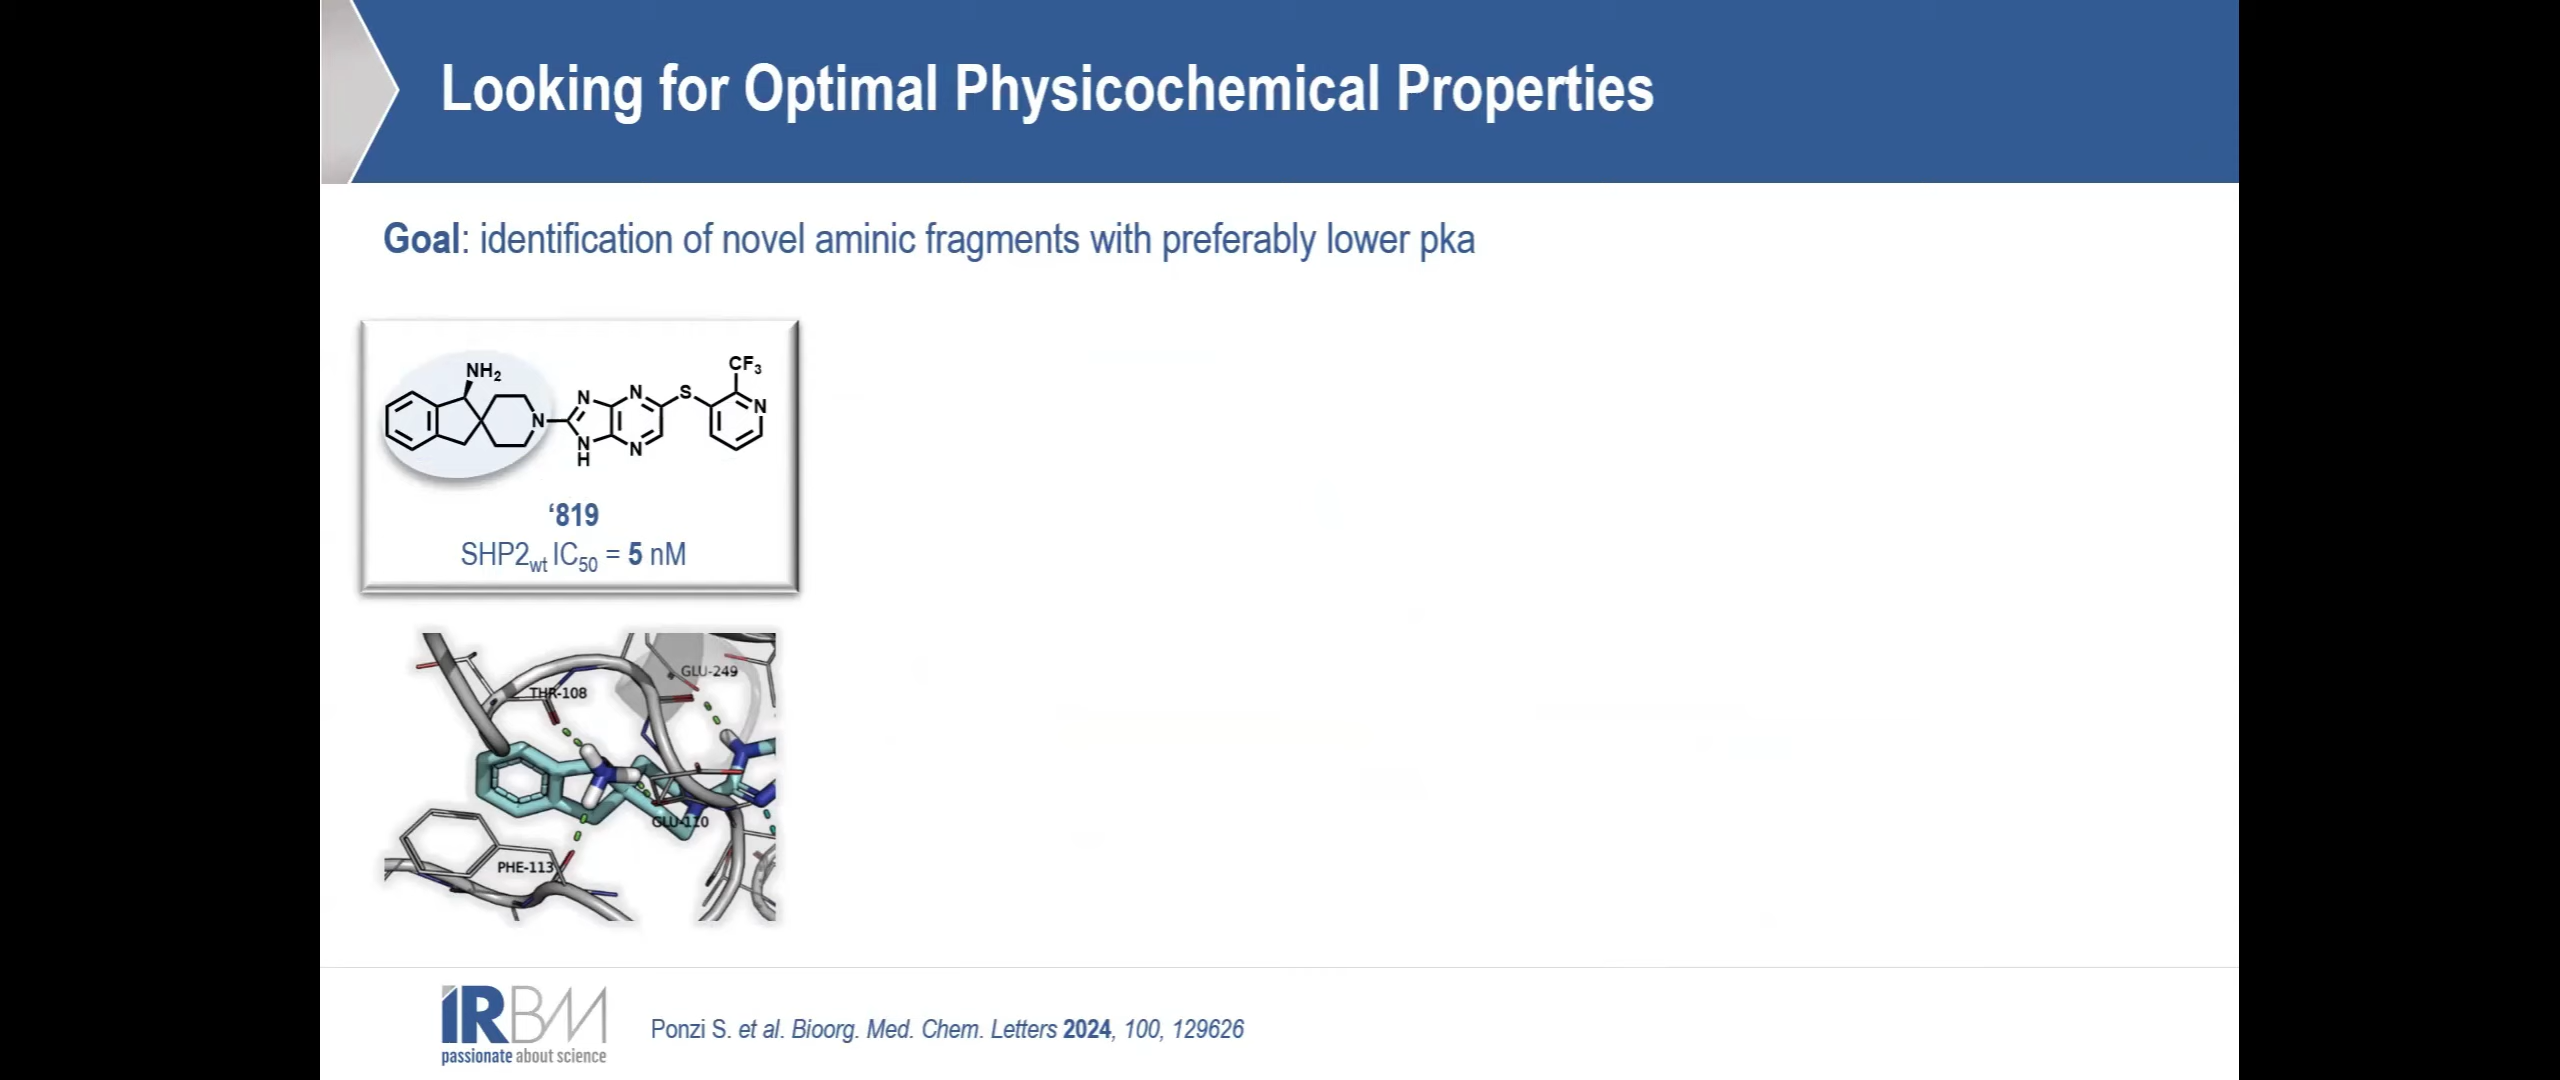 Looking for Optimal Physicochemical Properties
Goal: identification of novel aminic fragments with preferably lower pka
NH2
CF3
N
N
S
N
N
N
H
N
‘819
SHP2wt IC50 = 5 nM
GLU-249
THR-108
GLU-110
PHE-113
IRBM
passionate about science
Ponzi S. et al. Bioorg. Med. Chem. Letters 2024, 100, 129626